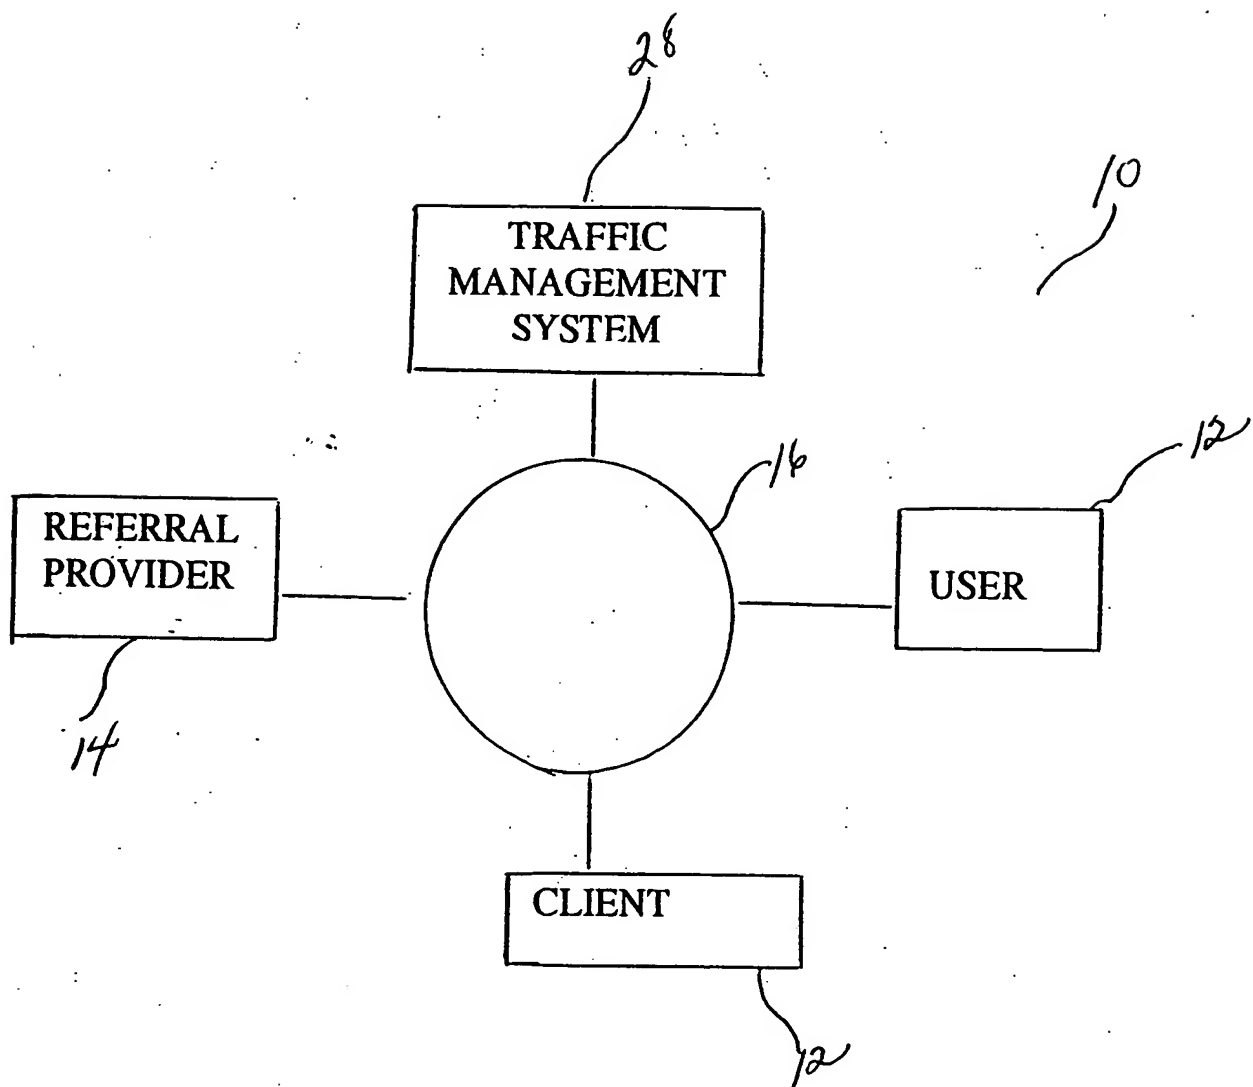 28
10
TRAFFIC
MANAGEMENT
SYSTEM
16
12
REFERRAL
PROVIDER
USER
14
CLIENT
12